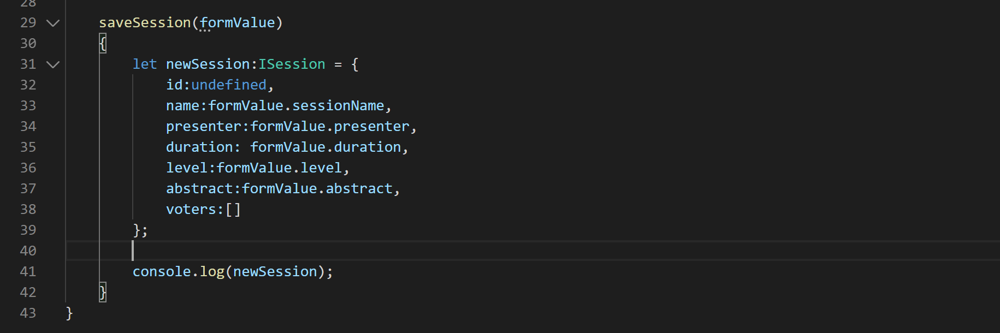 28
29 saveSession(formValue)
30 {
31 let newSession:ISession = {
32 id:undefined,
33 name:formValue.sessionName,
34 presenter:formValue.presenter,
35 duration: formValue.duration,
36 level:formValue.level,
37 abstract:formValue.abstract,
38 voters:[]
39 };
40
41 console.log(newSession);
42 }
43 }